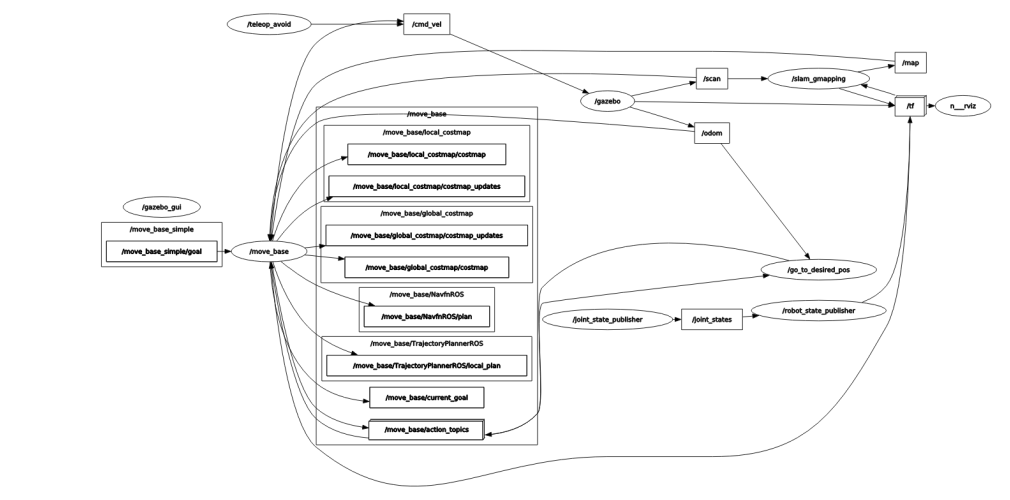 /teleop_avoid
/cmd_vel
/map
/scan
/slam_gmapping
/gazebo
/tf
n__rviz
/odom
/move_base
/move_base/local_costmap
/move_base/local_costmap/costmap
/move_base/local_costmap/costmap_updates
/gazebo_gui
/move_base_simple
/move_base_simple/goal
/move_base
/move_base/global_costmap
/move_base/global_costmap/costmap_updates
/move_base/global_costmap/costmap
/go_to_desired_pos
/move_base/NavfnROS
/move_base/NavfnROS/plan
/joint_state_publisher
/joint_states
/robot_state_publisher
/move_base/TrajectoryPlannerROS
/move_base/TrajectoryPlannerROS/local_plan
/move_base/current_goal
/move_base/action_topics